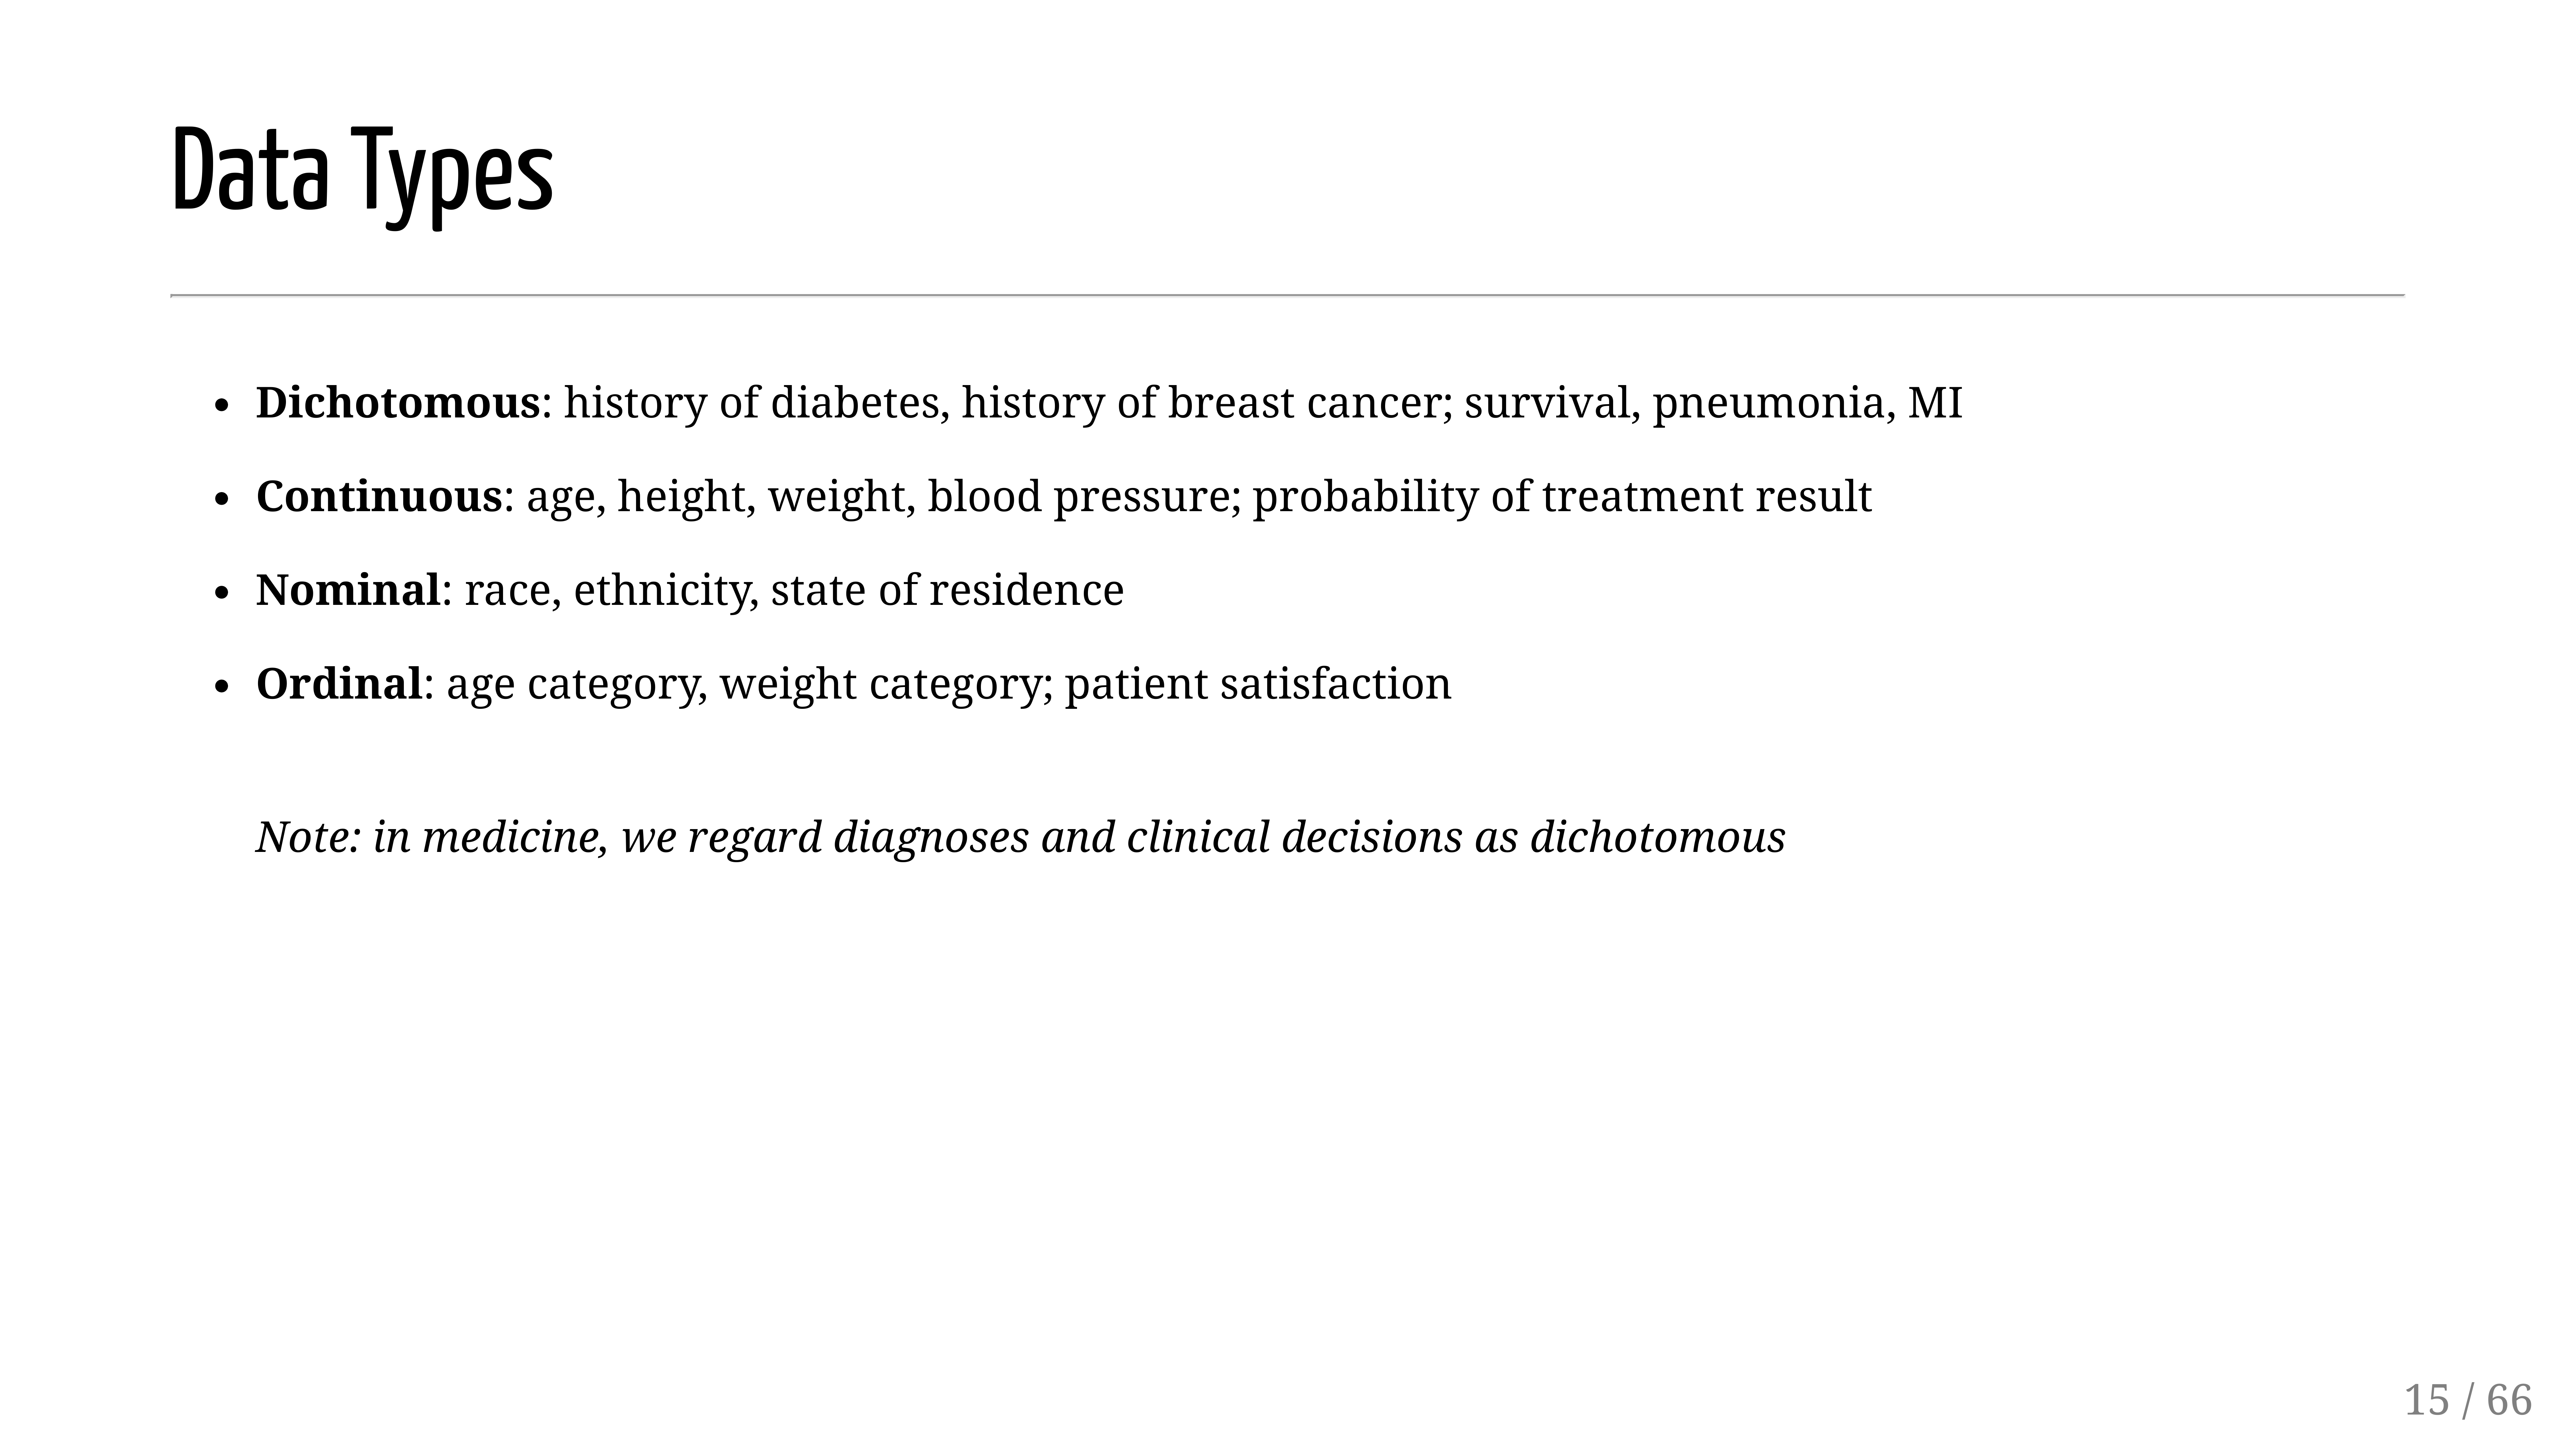 Data Types
• Dichotomous: history of diabetes, history of breast cancer; survival, pneumonia, MI
• Continuous: age, height, weight, blood pressure; probability of treatment result
• Nominal: race, ethnicity, state of residence
• Ordinal: age category, weight category; patient satisfaction
Note: in medicine, we regard diagnoses and clinical decisions as dichotomous
15 / 66